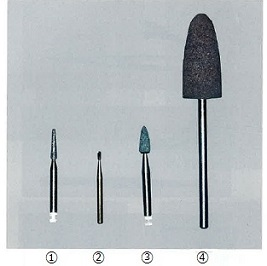 ① ② ③ ④